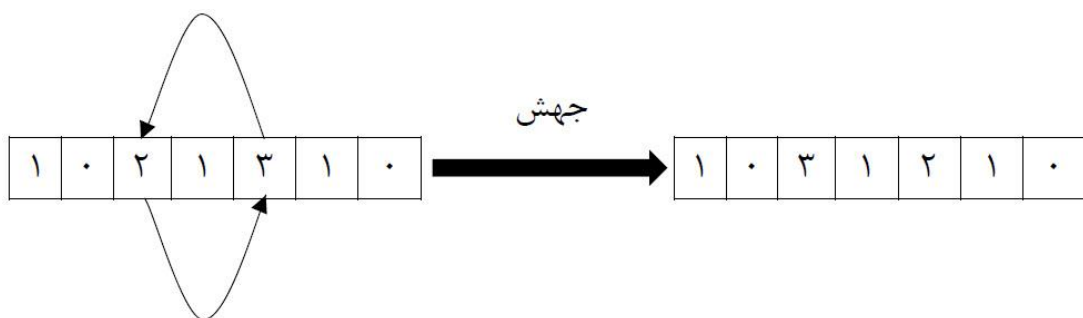 جهش
۱ ۰ ۲ ۱ ۳ ۱ ۰
۱ ۰ ۳ ۱ ۲ ۱ ۰